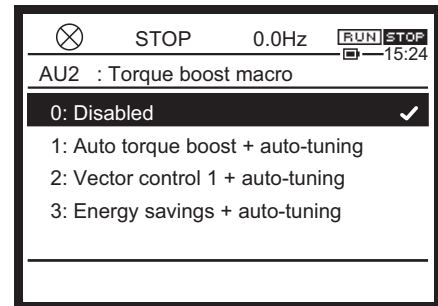 STOP 0.0Hz RUN STOP
15:24
AU2 : Torque boost macro
0: Disabled
1: Auto torque boost + auto-tuning
2: Vector control 1 + auto-tuning
3: Energy savings + auto-tuning